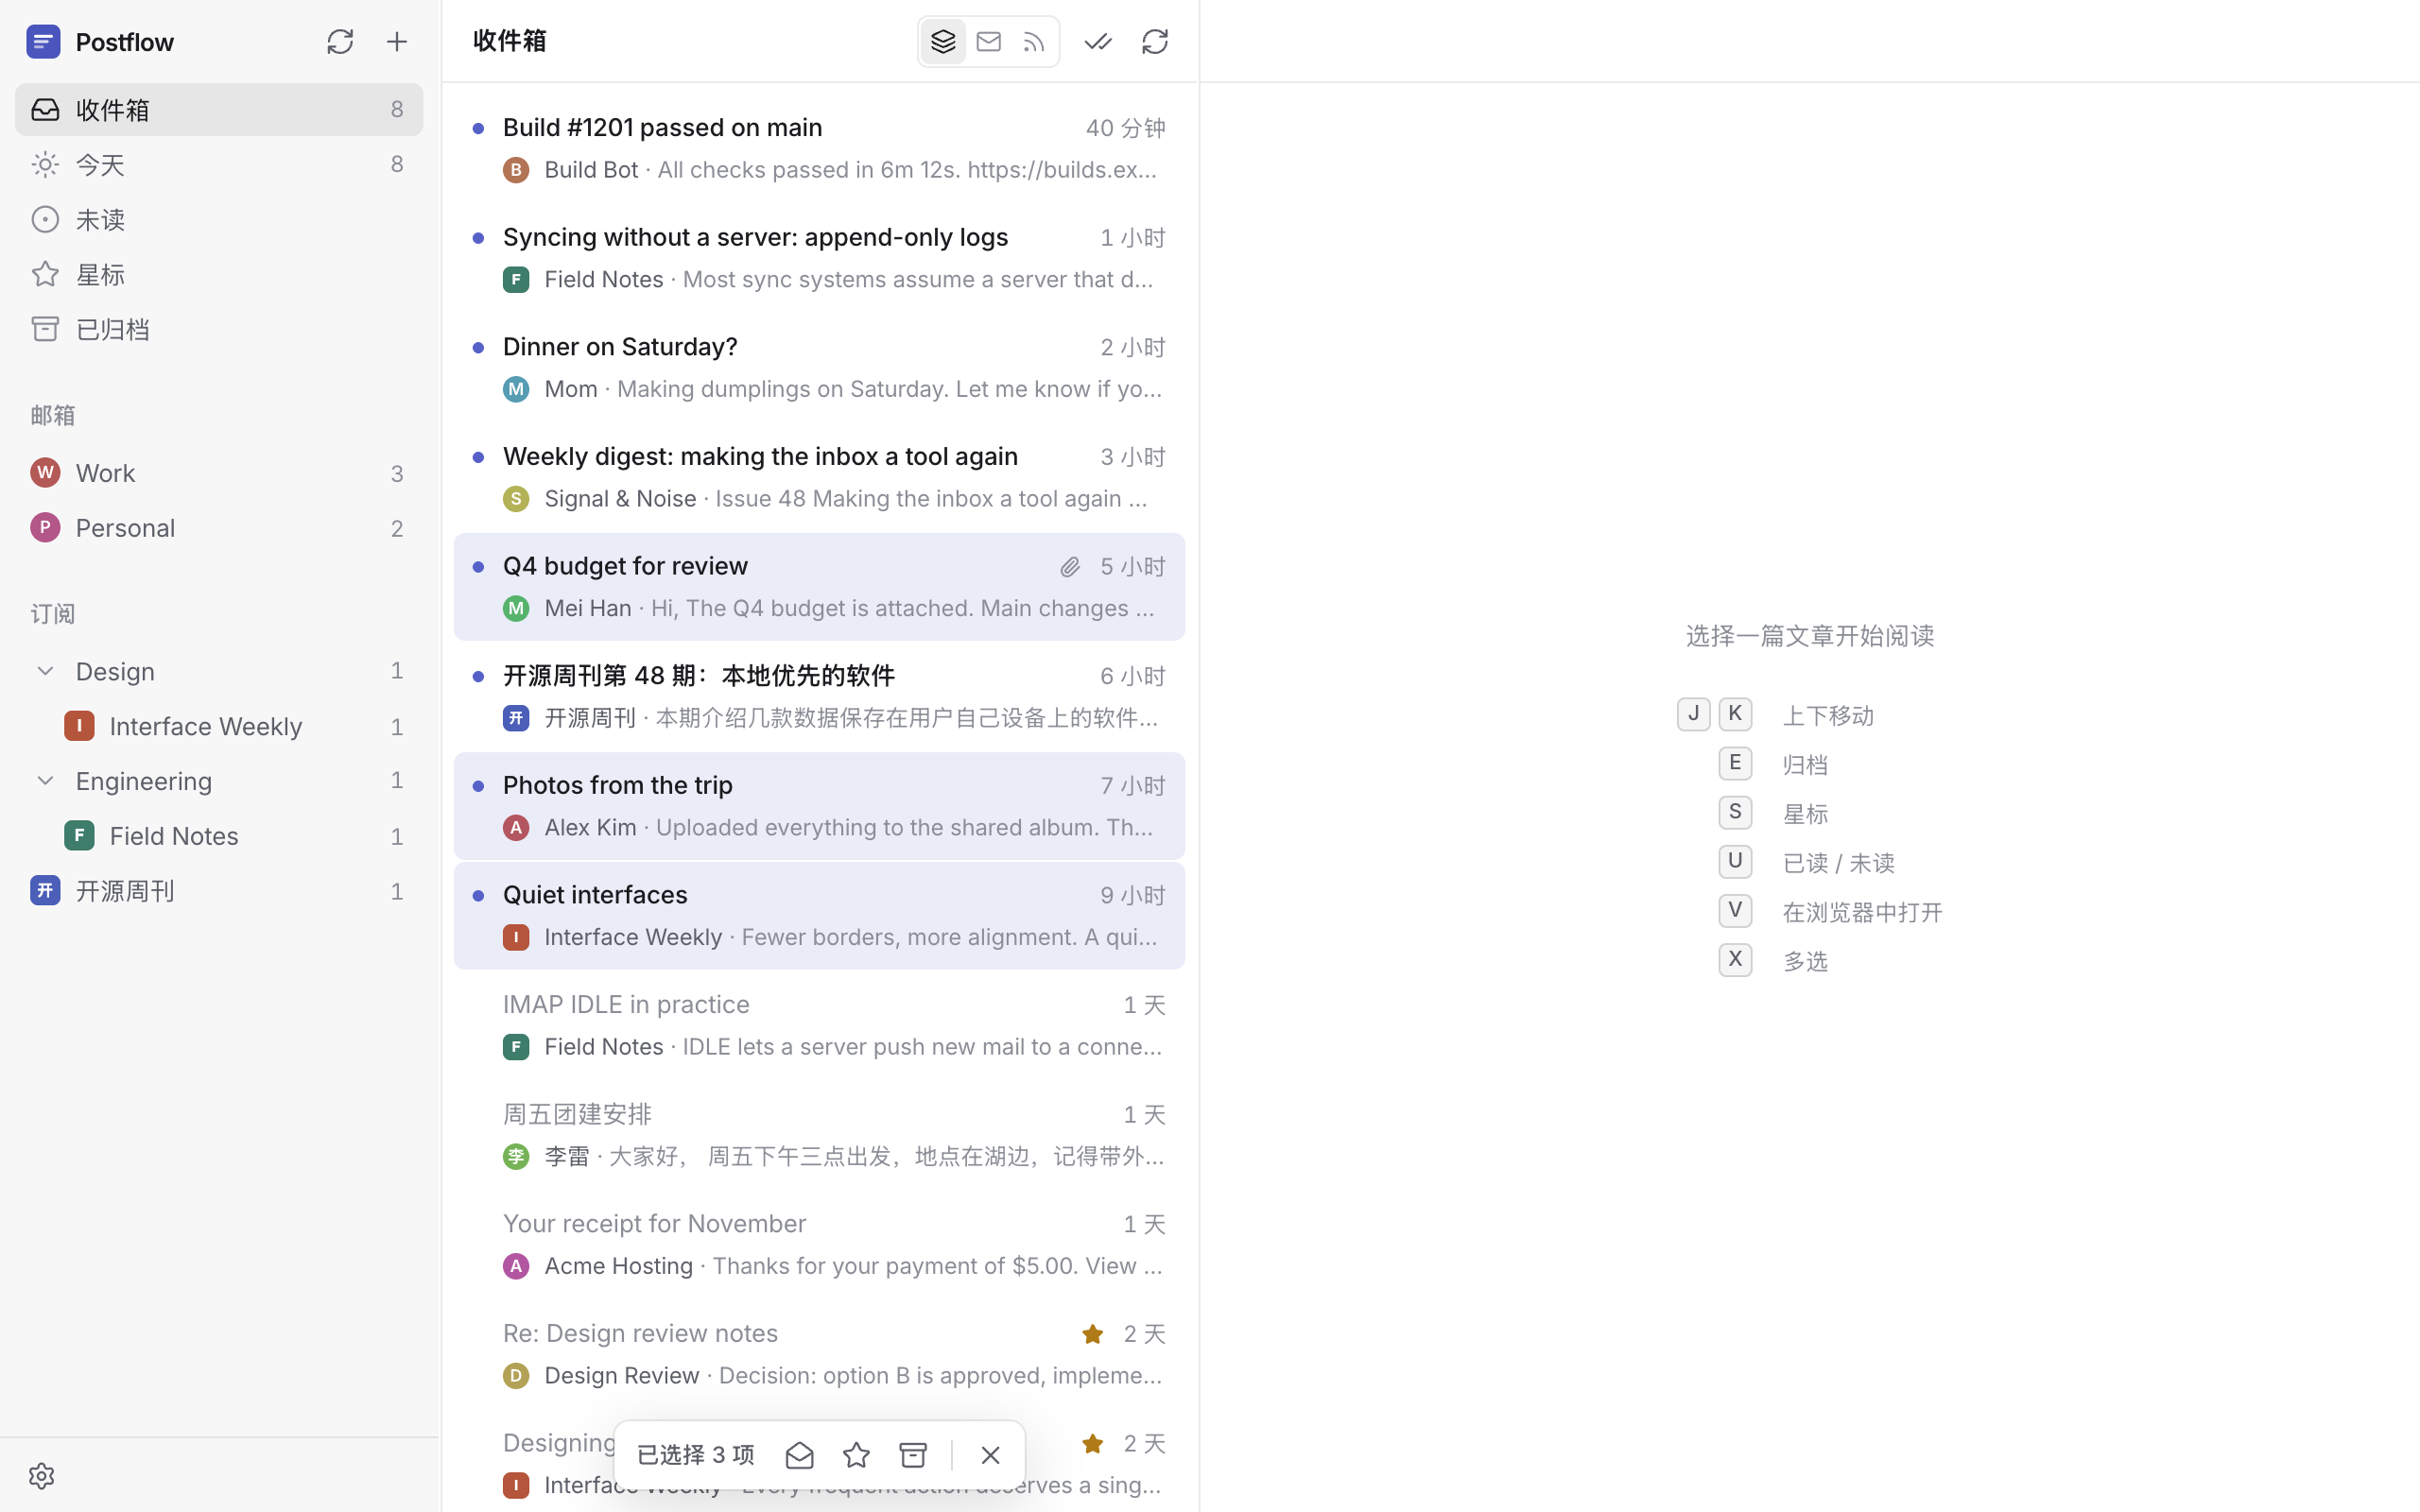 Postflow
收件箱 8
今天 8
未读
星标
已归档
邮箱
W Work 3
P Personal 2
订阅
Design 1
I Interface Weekly 1
Engineering 1
F Field Notes 1
开 开源周刊 1
收件箱
Build #1201 passed on main 40 分钟
B Build Bot · All checks passed in 6m 12s. https://builds.ex...
Syncing without a server: append-only logs 1 小时
F Field Notes · Most sync systems assume a server that d...
Dinner on Saturday? 2 小时
M Mom · Making dumplings on Saturday. Let me know if yo...
Weekly digest: making the inbox a tool again 3 小时
S Signal & Noise · Issue 48 Making the inbox a tool again ...
Q4 budget for review 5 小时
M Mei Han · Hi, The Q4 budget is attached. Main changes ...
开源周刊第 48 期：本地优先的软件 6 小时
开 开源周刊 · 本期介绍几款数据保存在用户自己设备上的软件...
Photos from the trip 7 小时
A Alex Kim · Uploaded everything to the shared album. Th...
Quiet interfaces 9 小时
I Interface Weekly · Fewer borders, more alignment. A qui...
IMAP IDLE in practice 1 天
F Field Notes · IDLE lets a server push new mail to a conne...
周五团建安排 1 天
李 李雷 · 大家好， 周五下午三点出发，地点在湖边，记得带外...
Your receipt for November 1 天
A Acme Hosting · Thanks for your payment of $5.00. View ...
Re: Design review notes 2 天
D Design Review · Decision: option B is approved, impleme...
Designing 2 天
I Interface Weekly · Every frequent action deserves a sing...
已选择 3 项
选择一篇文章开始阅读
J K 上下移动
E 归档
S 星标
U 已读 / 未读
V 在浏览器中打开
X 多选